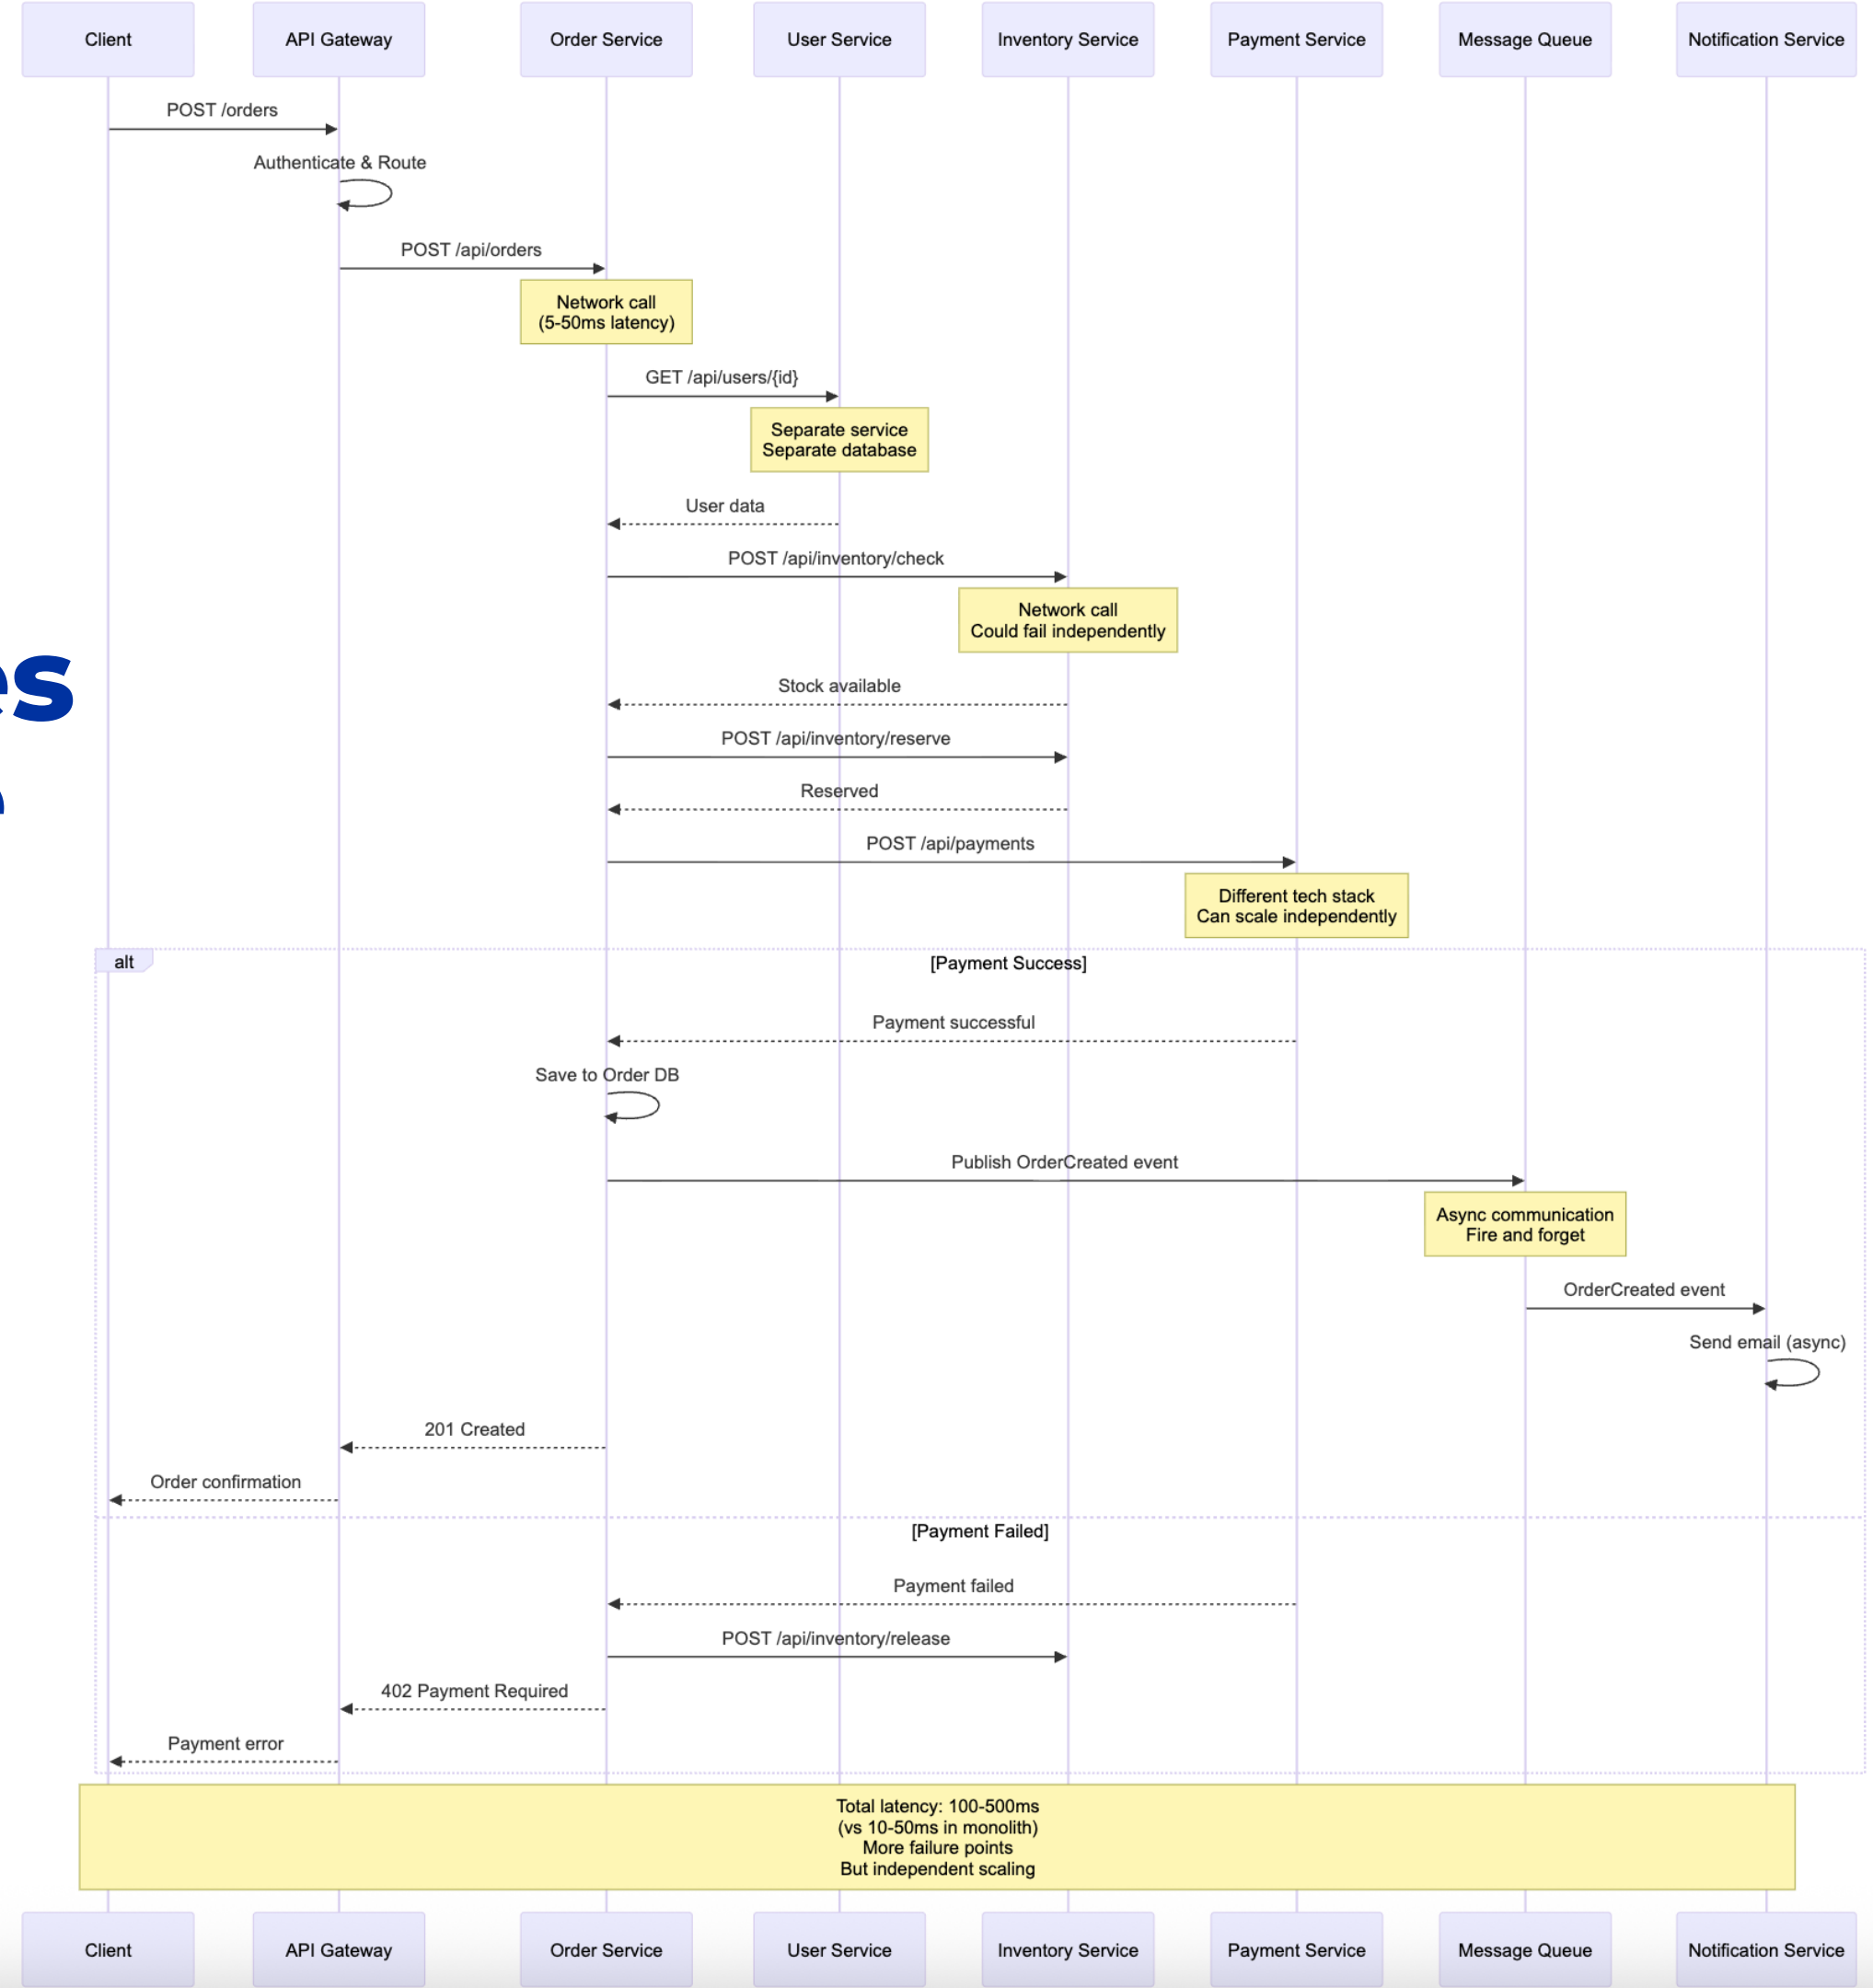 Client
API Gateway
Order Service
User Service
Inventory Service
Payment Service
Message Queue
Notification Service
POST /orders
Authenticate & Route
POST /api/orders
Network call
(5-50ms latency)
GET /api/users/{id}
Separate service
Separate database
User data
POST /api/inventory/check
Network call
Could fail independently
es
Stock available
POST /api/inventory/reserve
Reserved
POST /api/payments
Different tech stack
Can scale independently
alt
[Payment Success]
Payment successful
Save to Order DB
Publish OrderCreated event
Async communication
Fire and forget
OrderCreated event
Send email (async)
201 Created
Order confirmation
[Payment Failed]
Payment failed
POST /api/inventory/release
402 Payment Required
Payment error
Total latency: 100-500ms
(vs 10-50ms in monolith)
More failure points
But independent scaling
Client
API Gateway
Order Service
User Service
Inventory Service
Payment Service
Message Queue
Notification Service